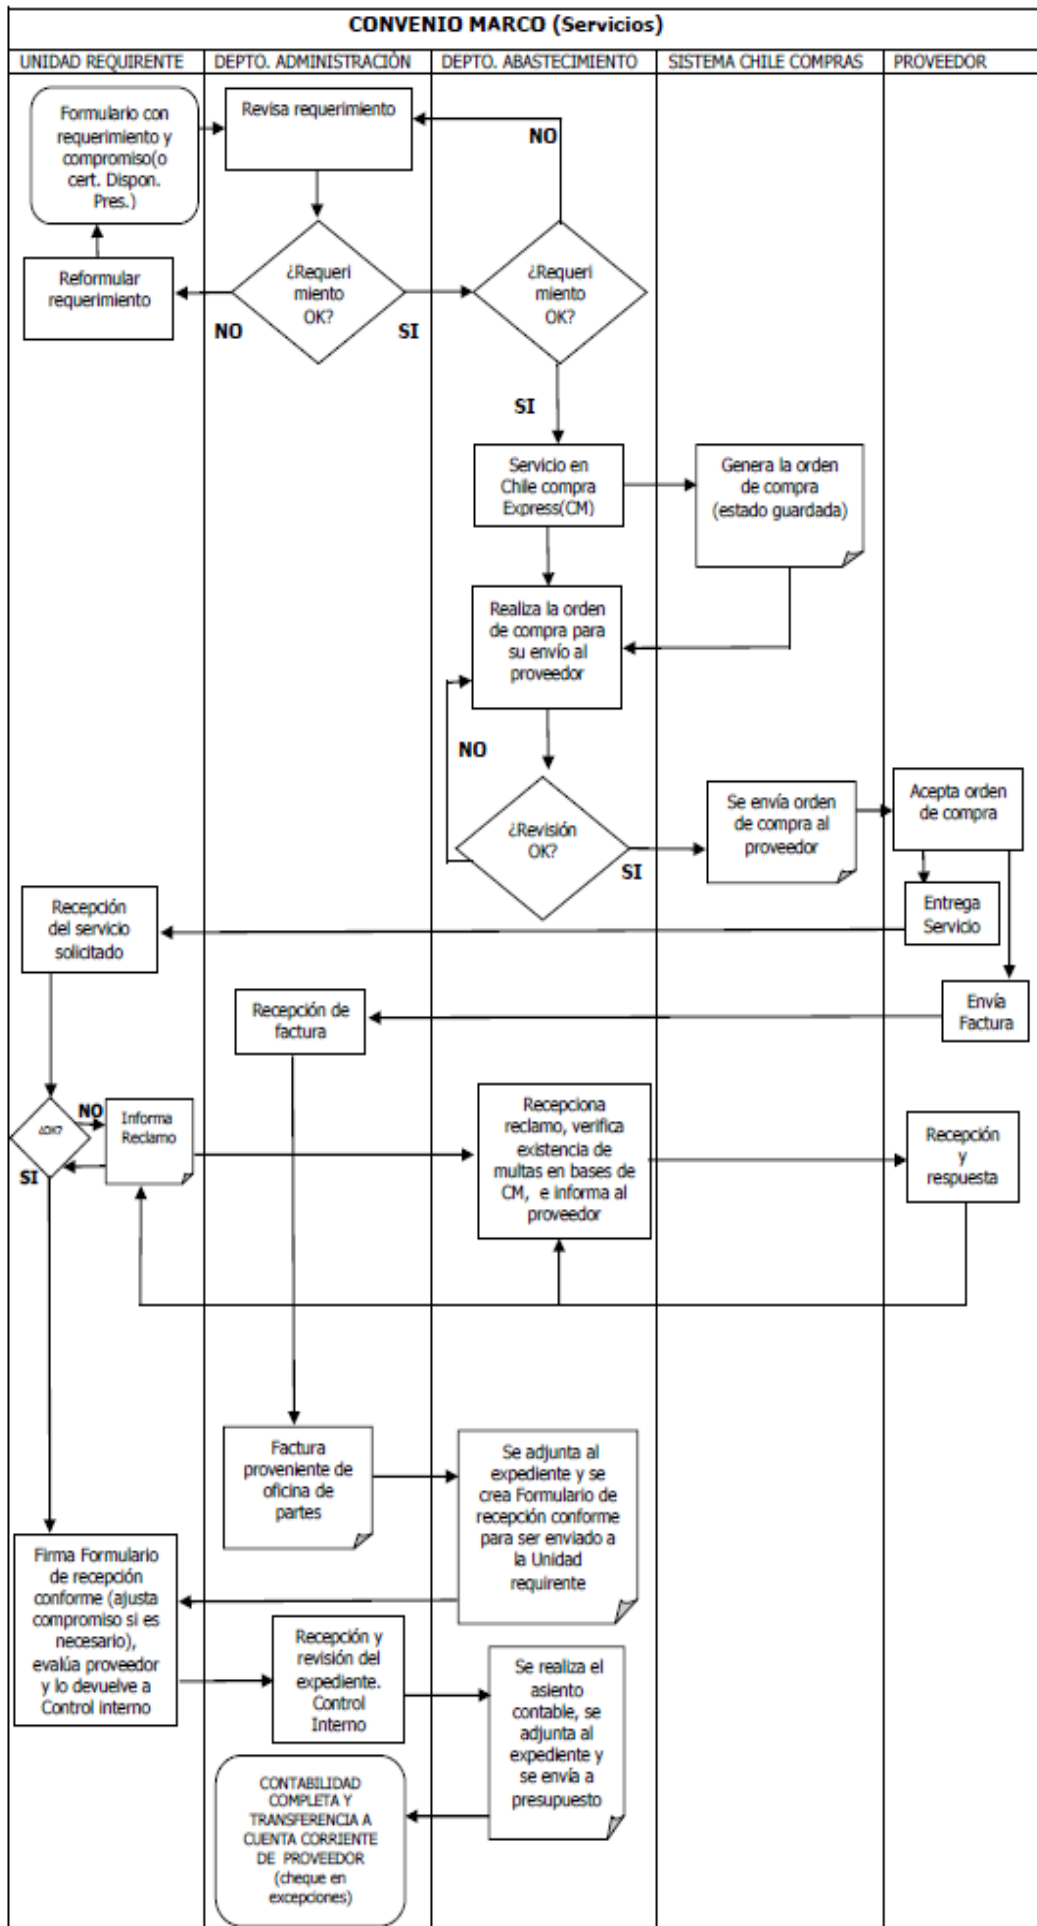 CONVENIO MARCO (Servicios)
UNIDAD REQUIRENTE
DEPTO. ADMINISTRACIÓN
DEPTO. ABASTECIMIENTO
SISTEMA CHILE COMPRAS
PROVEEDOR
Formulario con
requerimiento y
compromiso(o
cert. Dispon.
Pres.)
Revisa requerimiento
NO
Reformular
requerimiento
¿Requeri
miento
OK?
NO
SI
¿Requeri
miento
OK?
SI
Servicio en
Chile compra
Express(CM)
Genera la orden
de compra
(estado guardada)
Realiza la orden
de compra para
su envío al
proveedor
NO
¿Revisión
OK?
SI
Se envía orden
de compra al
proveedor
Acepta orden
de compra
Entrega
Servicio
Recepción
del servicio
solicitado
Envía
Factura
Recepción de
factura
¿OK?
NO
SI
Informa
Reclamo
Recepciona
reclamo, verifica
existencia de
multas en bases de
CM, e informa al
proveedor
Recepción
y
respuesta
Factura
proveniente de
oficina de
partes
Se adjunta al
expediente y se
crea Formulario de
recepción conforme
para ser enviado a
la Unidad
requirente
Firma Formulario
de recepción
conforme (ajusta
compromiso si es
necesario),
evalúa proveedor
y lo devuelve a
Control interno
Recepción y
revisión del
expediente.
Control
Interno
Se realiza el
asiento
contable, se
adjunta al
expediente y
se envía a
presupuesto
CONTABILIDAD
COMPLETA Y
TRANSFERENCIA A
CUENTA CORRIENTE
DE PROVEEDOR
(cheque en
excepciones)